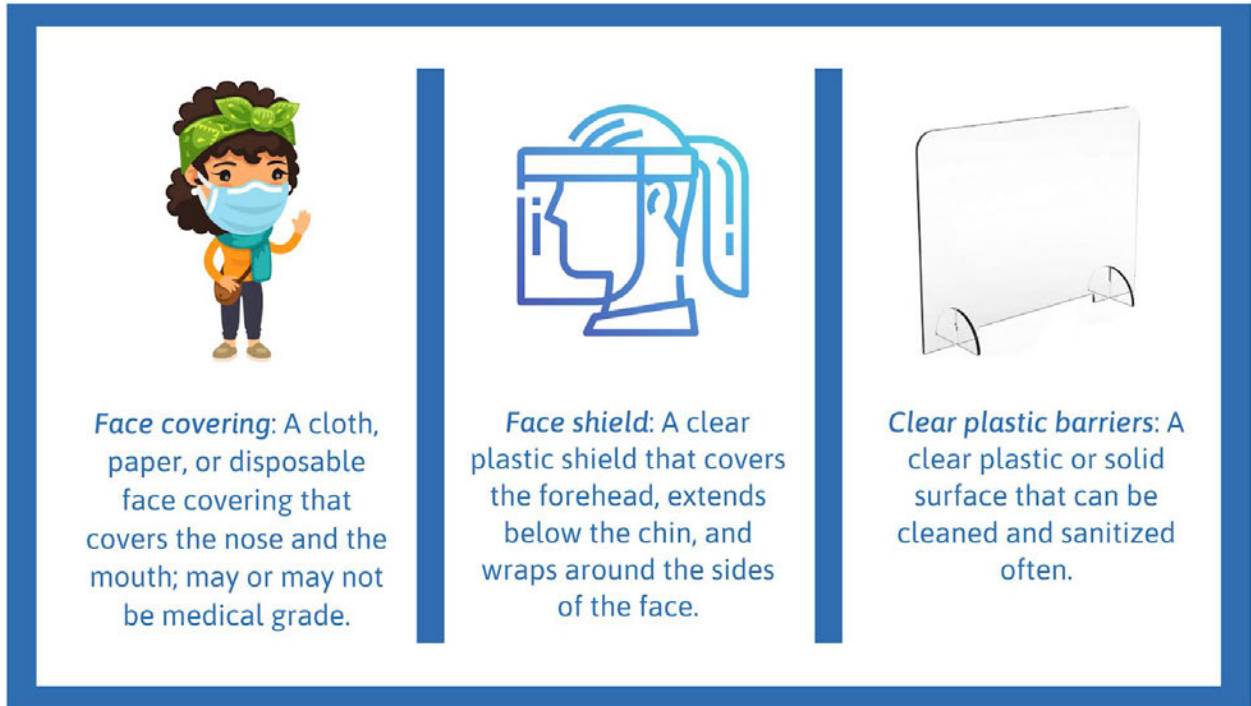 Face covering: A cloth,
paper, or disposable
face covering that
covers the nose and the
mouth; may or may not
be medical grade.
Face shield: A clear
plastic shield that covers
the forehead, extends
below the chin, and
wraps around the sides
of the face.
Clear plastic barriers: A
clear plastic or solid
surface that can be
cleaned and sanitized
often.